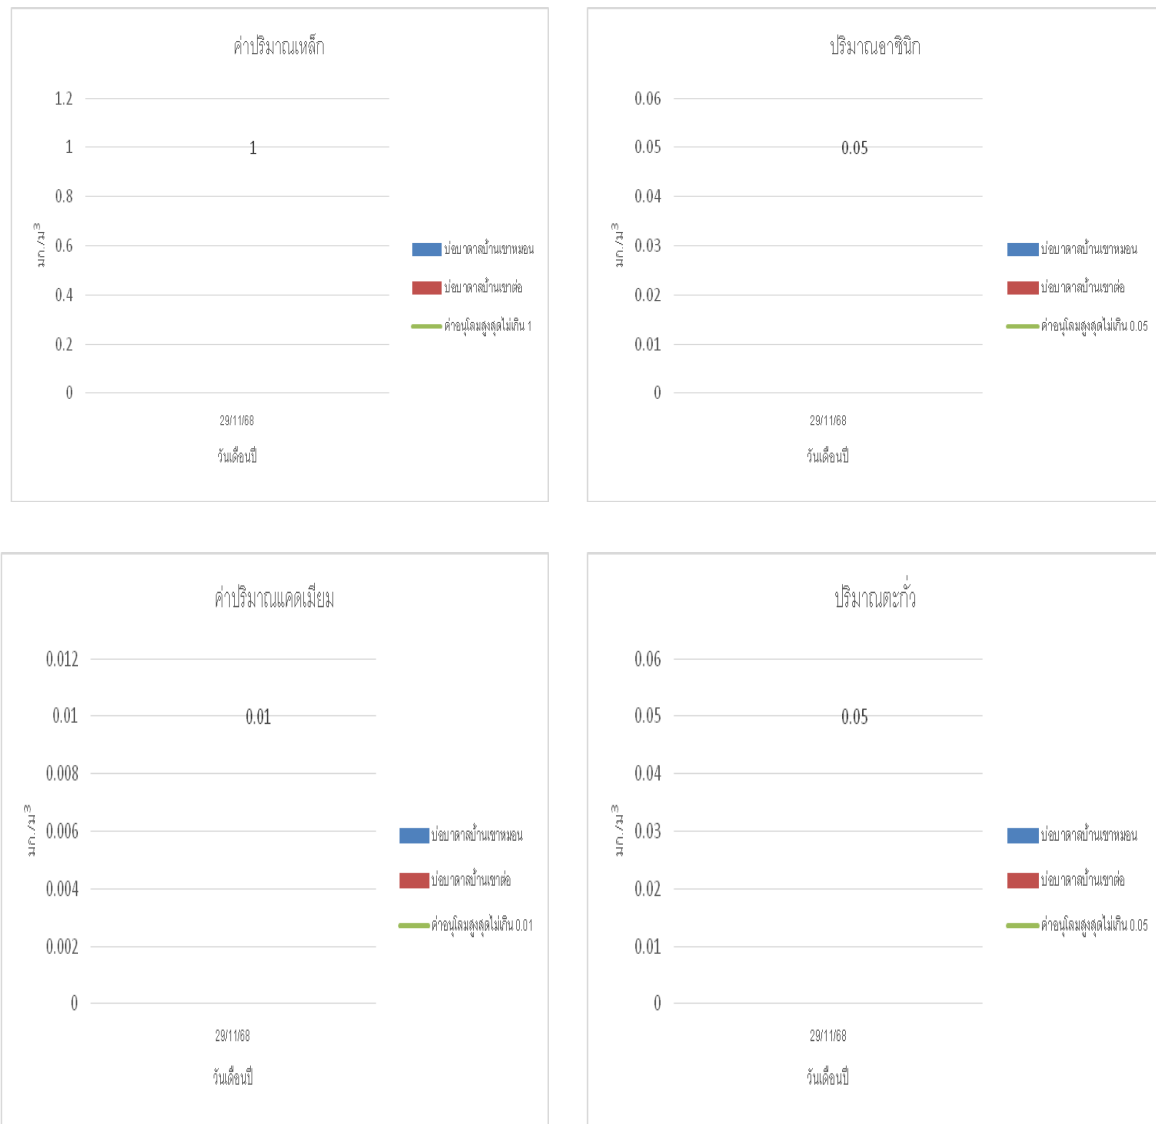 ค่าปริมาณเหล็ก
1.2
1
1
0.8
0.6
0.4
0.2
0
มก./ม³
29/11/68
วันเดือนปี
บ่อบาดาลบ้านเขาหมอน
บ่อบาดาลบ้านเขาต่อ
ค่าอนุโลมสูงสุดไม่เกิน 1
ปริมาณอาซินิก
0.06
0.05
0.05
0.04
0.03
0.02
0.01
0
มก./ม³
29/11/68
วันเดือนปี
บ่อบาดาลบ้านเขาหมอน
บ่อบาดาลบ้านเขาต่อ
ค่าอนุโลมสูงสุดไม่เกิน 0.05
ค่าปริมาณแคดเมียม
0.012
0.01
0.01
0.008
0.006
0.004
0.002
0
มก./ม³
29/11/68
วันเดือนปี
บ่อบาดาลบ้านเขาหมอน
บ่อบาดาลบ้านเขาต่อ
ค่าอนุโลมสูงสุดไม่เกิน 0.01
ปริมาณตะกั่ว
0.06
0.05
0.05
0.04
0.03
0.02
0.01
0
มก./ม³
29/11/68
วันเดือนปี
บ่อบาดาลบ้านเขาหมอน
บ่อบาดาลบ้านเขาต่อ
ค่าอนุโลมสูงสุดไม่เกิน 0.05